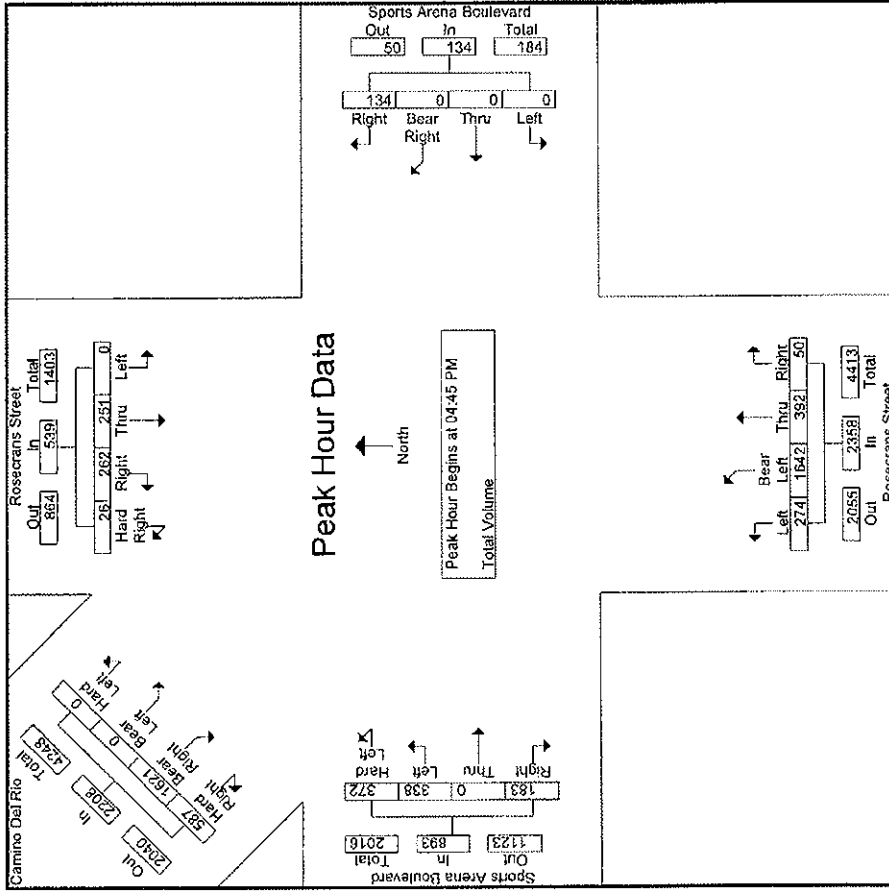 Sports Arena Boulevard
Out In Total
50 134 184
134 0 0 0
Right Bear Right Thru Left
Rosecrans Street
Out In Total
864 539 1403
26 262 251 0
Hard Right Right Thru Left
Camino Del Rio
Out In Total
2040 2208 4248
587 1621 0 0
Hard Right Bear Right Bear Left Hard Left
Peak Hour Data
North
Peak Hour Begins at 04:45 PM
Total Volume
Hard Left Left Thru Right
372 338 0 183
Total In Out
2016 893 1123
Sports Arena Boulevard
Left Bear Left Thru Right
274 1642 392 50
2055 2358 4413
Out In Total
Rosecrans Street